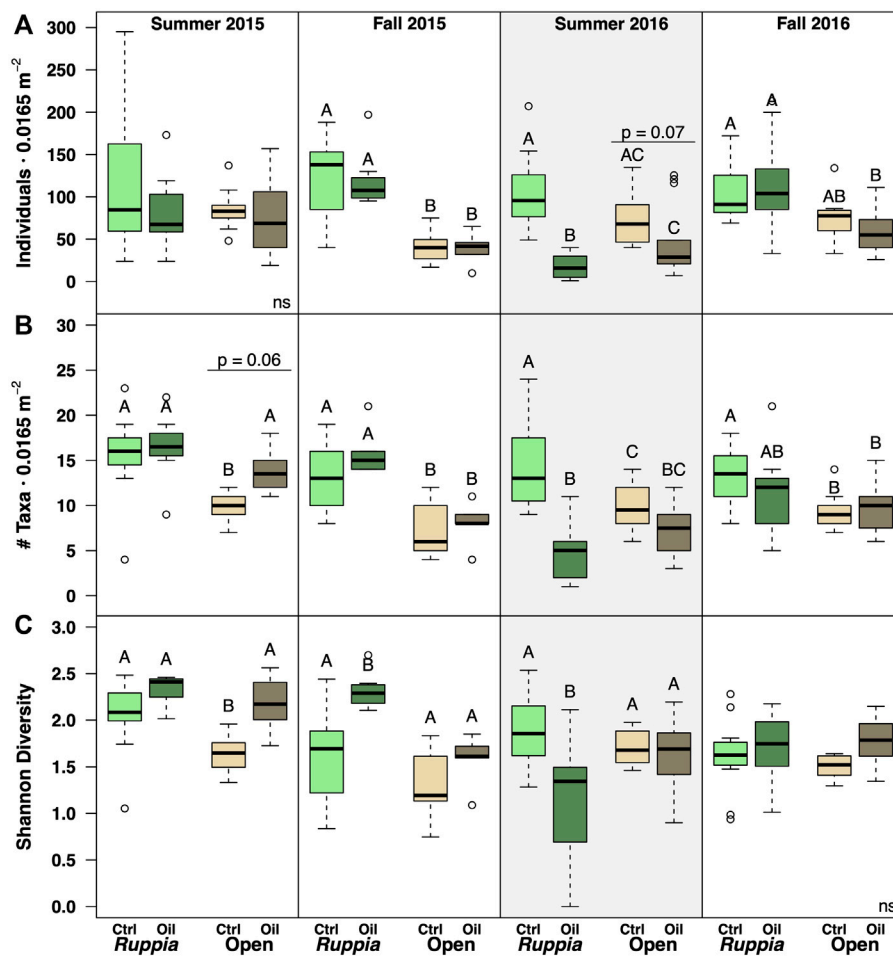 A
Summer 2015 Fall 2015 Summer 2016 Fall 2016
Individuals · 0.0165 m⁻²
300
250
200
150
100
50
0
A A B B
A B p = 0.07 AC C
A A AB B
ns
B
# Taxa · 0.0165 m⁻²
30
25
20
15
10
5
0
p = 0.06
A A B A
A A B B
A B C BC
A AB B B
C
Shannon Diversity
3.0
2.5
2.0
1.5
1.0
0.5
0.0
A A B A
A B A A
A B A A
ns
Ctrl Oil Ctrl Oil Ctrl Oil Ctrl Oil Ctrl Oil Ctrl Oil Ctrl Oil Ctrl Oil
Ruppia Open Ruppia Open Ruppia Open Ruppia Open